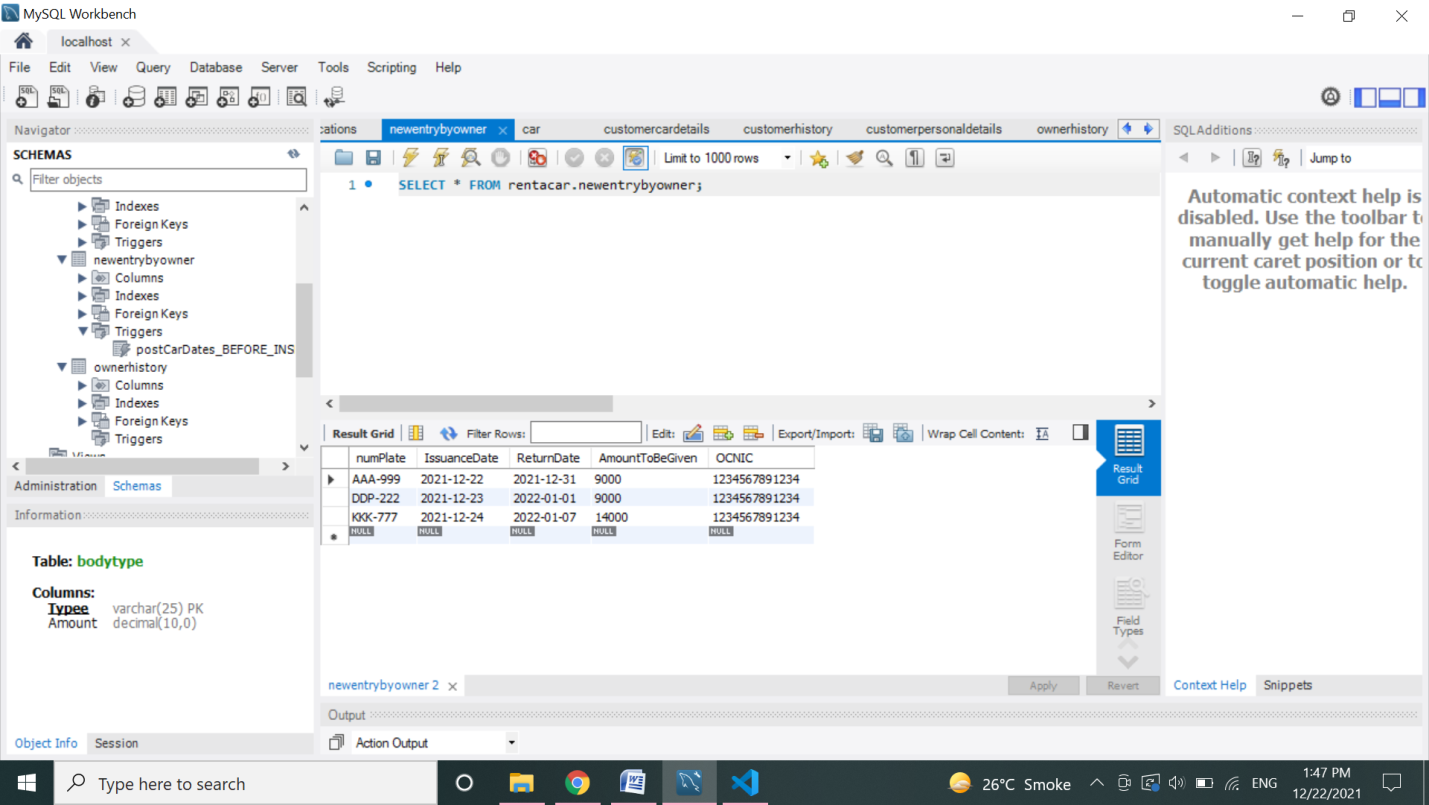 MySQL Workbench
localhost
File Edit View Query Database Server Tools Scripting Help
Navigator
SCHEMAS
Filter objects
Indexes
Foreign Keys
Triggers
newentrybyowner
Columns
Indexes
Foreign Keys
Triggers
postCarDates_BEFORE_INS
ownerhistory
Columns
Indexes
Foreign Keys
Triggers
Views
Administration Schemas
Information
Table: bodytype
Columns:
Typee varchar(25) PK
Amount decimal(10,0)
Object Info Session
cations newentrybyowner car customercardetails customerhistory customerpersonaldetails ownerhistory
Limit to 1000 rows
1 SELECT * FROM rentacar.newentrybyowner;
Result Grid Filter Rows: Edit: Export/Import: Wrap Cell Content:
numPlate IssuanceDate ReturnDate AmountToBeGiven OCNIC
AAA-999 2021-12-22 2021-12-31 9000 1234567891234
DDP-222 2021-12-23 2022-01-01 9000 1234567891234
KKK-777 2021-12-24 2022-01-07 14000 1234567891234
NULL NULL NULL NULL NULL
Result
Grid
Form
Editor
Field
Types
newentrybyowner 2 Apply Revert
Output
Action Output
SQLAdditions
Jump to
Automatic context help is
disabled. Use the toolbar to
manually get help for the
current caret position or to
toggle automatic help.
Context Help Snippets
Type here to search
26°C Smoke ENG 1:47 PM
12/22/2021